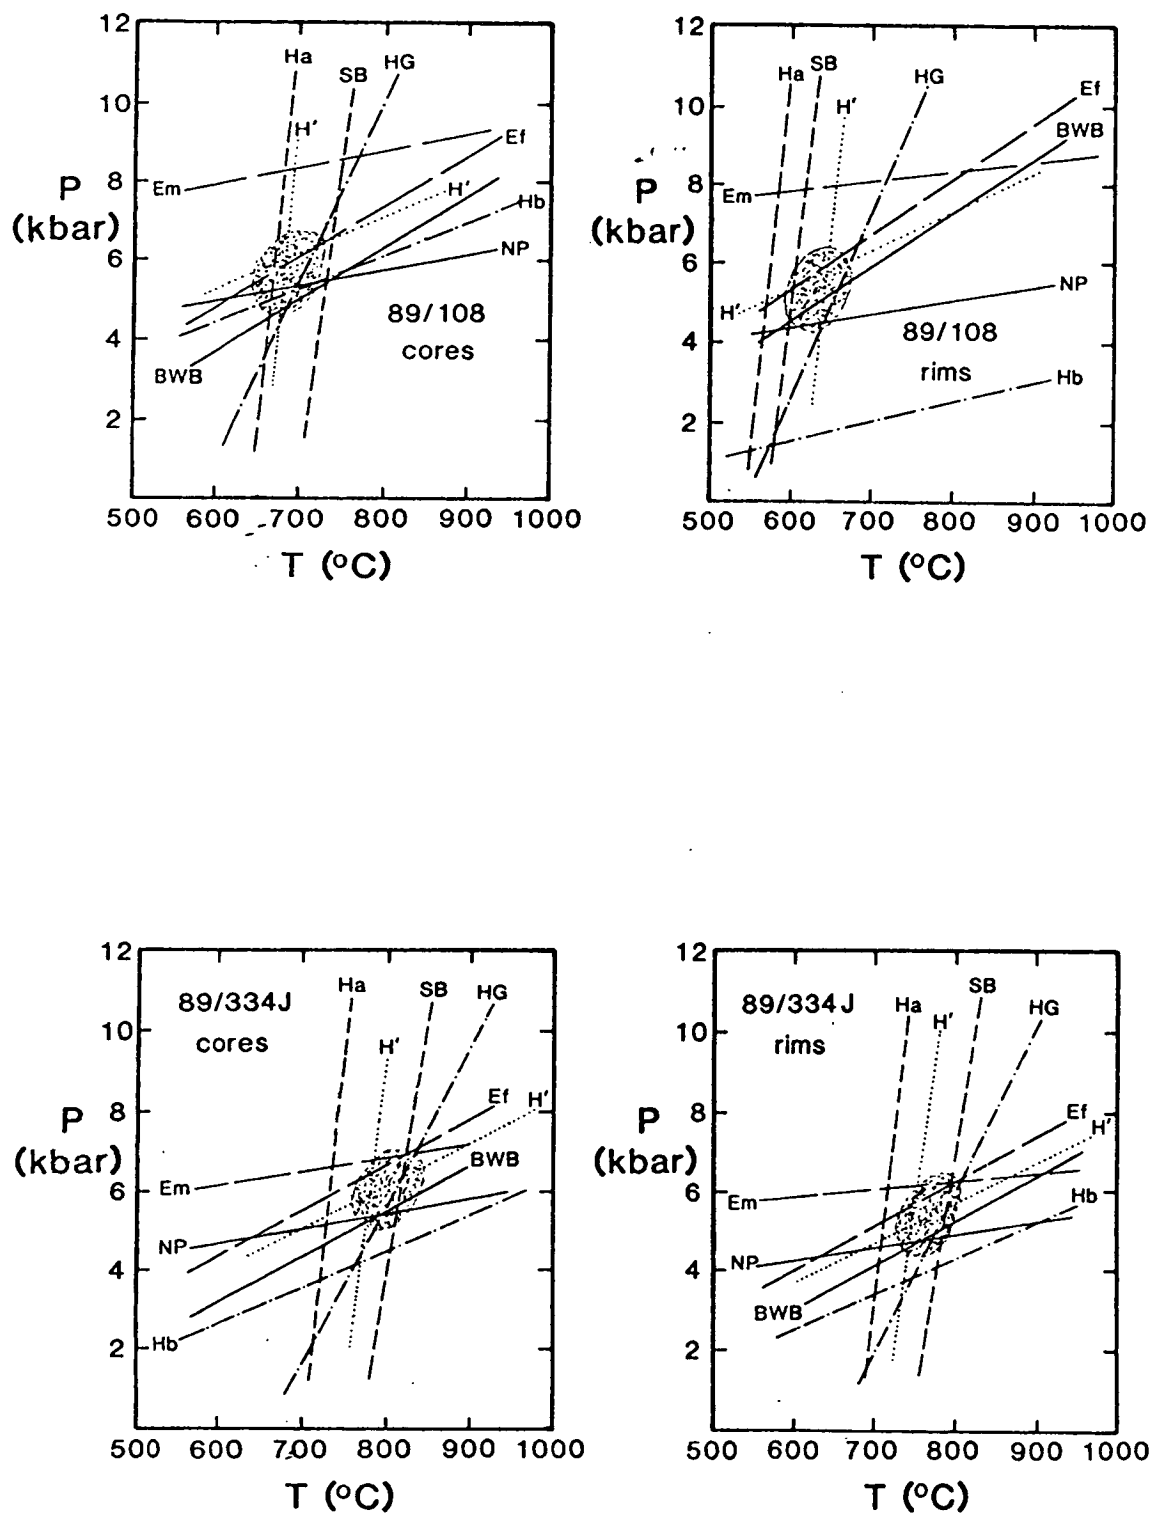 12
10
8
6
4
2
P
(kbar)
Ha
SB
HG
H'
Ef
Em
H'
Hb
NP
BWB
89/108
cores
500 600 700 800 900 1000
T (°C)
12
10
8
6
4
2
P
(kbar)
Ha
SB
HG
H'
Ef
BWB
Em
NP
H'
89/108
rims
Hb
500 600 700 800 900 1000
T (°C)
12
10
8
6
4
2
P
(kbar)
89/334J
cores
Ha
SB
HG
H'
Ef
H'
BWB
Em
NP
Hb
500 600 700 800 900 1000
T (°C)
12
10
8
6
4
2
P
(kbar)
89/334J
rims
Ha
SB
HG
H'
Ef
H'
Em
Hb
NP
BWB
500 600 700 800 900 1000
T (°C)